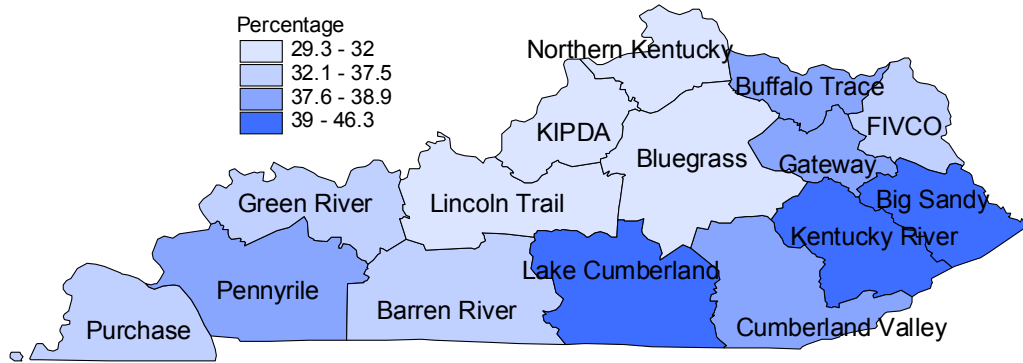 Percentage
29.3 - 32
32.1 - 37.5
37.6 - 38.9
39 - 46.3
Northern Kentucky
Buffalo Trace
KIPDA
FIVCO
Bluegrass
Gateway
Green River
Lincoln Trail
Big Sandy
Kentucky River
Lake Cumberland
Pennyrile
Barren River
Purchase
Cumberland Valley